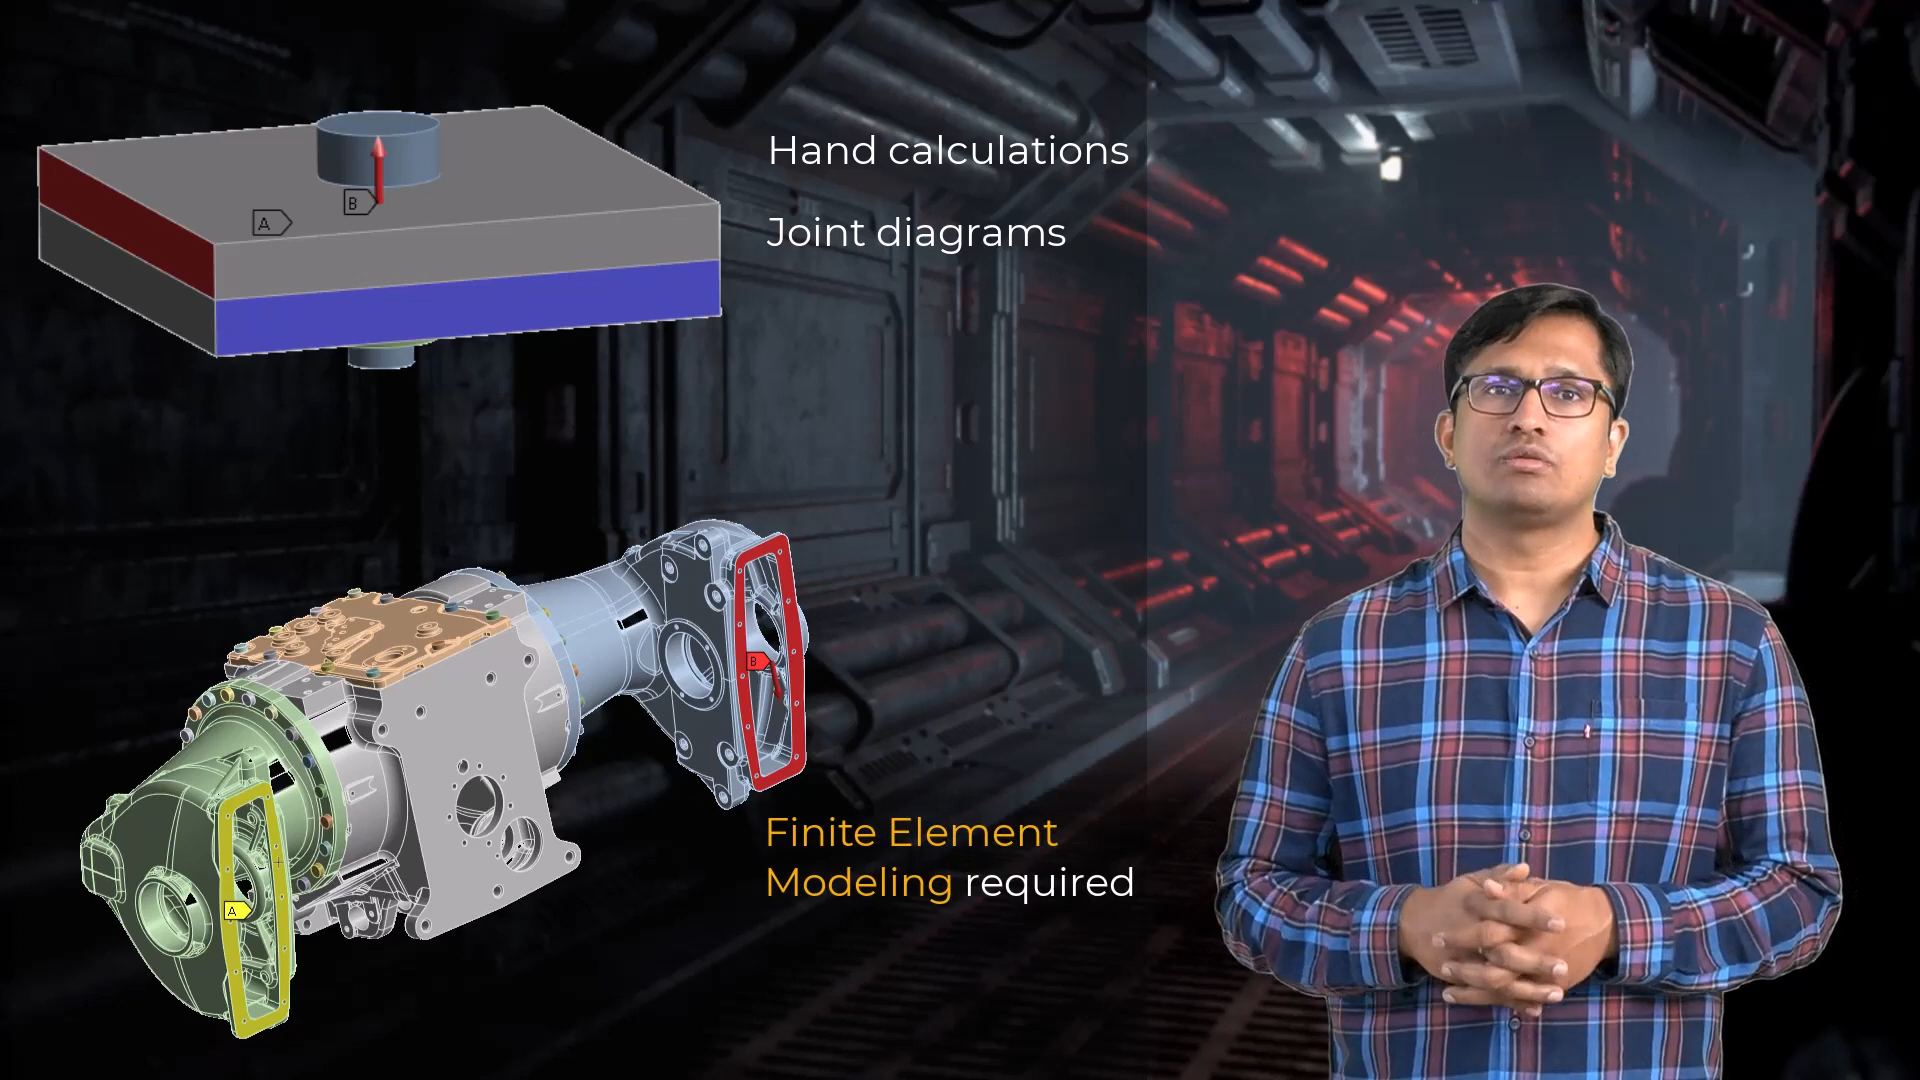 Hand calculations
Joint diagrams
B
A
B
Finite Element
Modeling required
A